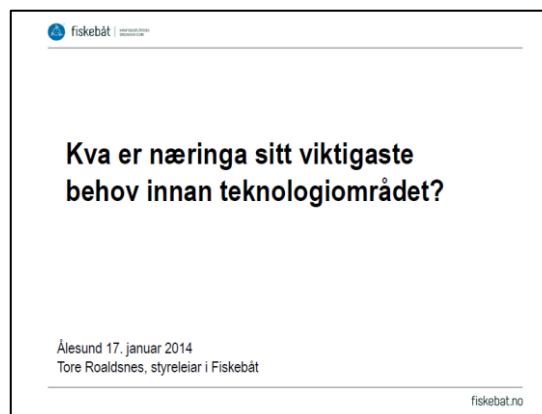 fiskebåt
Kva er næringa sitt viktigaste
behov innan teknologiområdet?
Ålesund 17. januar 2014
Tore Roaldsnes, styreleiar i Fiskebåt
fiskebat.no